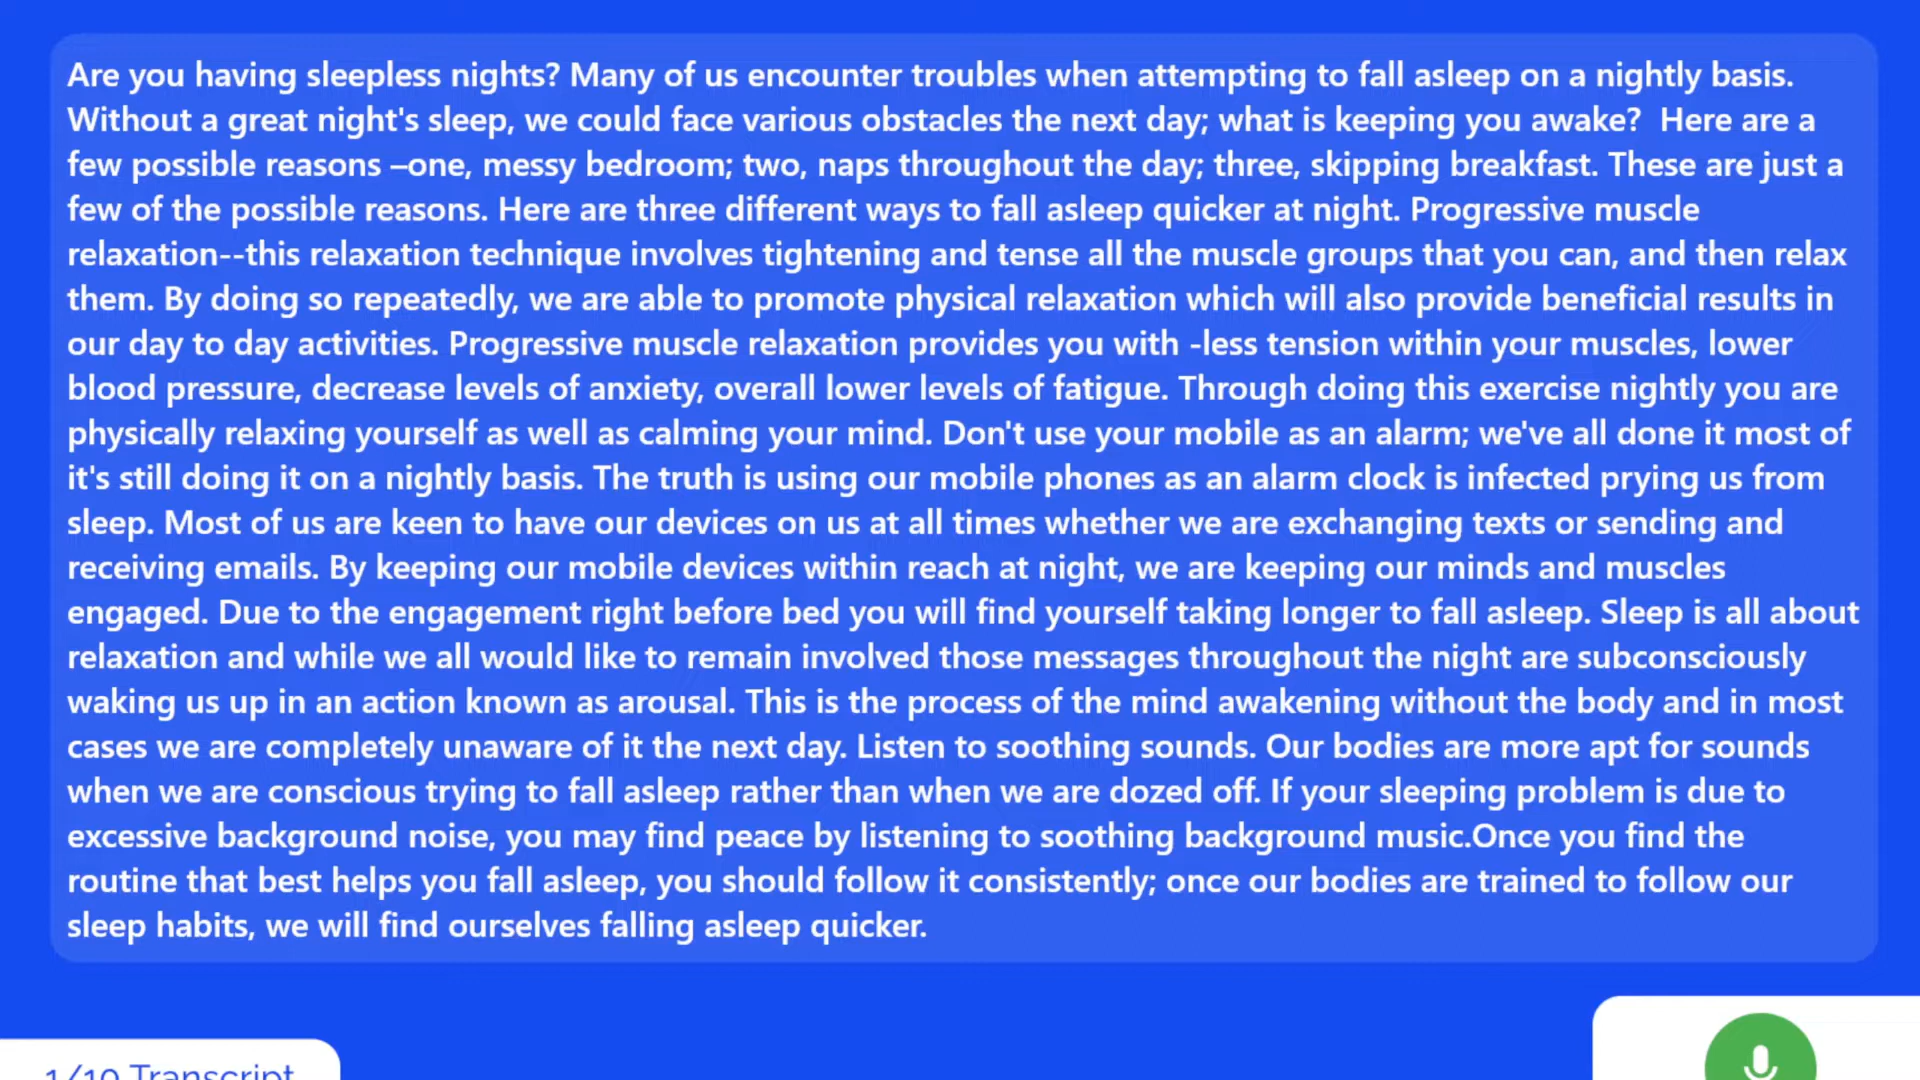 Are you having sleepless nights? Many of us encounter troubles when attempting to fall asleep on a nightly basis.
Without a great night's sleep, we could face various obstacles the next day; what is keeping you awake?  Here are a
few possible reasons –one, messy bedroom; two, naps throughout the day; three, skipping breakfast. These are just a
few of the possible reasons. Here are three different ways to fall asleep quicker at night. Progressive muscle
relaxation--this relaxation technique involves tightening and tense all the muscle groups that you can, and then relax
them. By doing so repeatedly, we are able to promote physical relaxation which will also provide beneficial results in
our day to day activities. Progressive muscle relaxation provides you with -less tension within your muscles, lower
blood pressure, decrease levels of anxiety, overall lower levels of fatigue. Through doing this exercise nightly you are
physically relaxing yourself as well as calming your mind. Don't use your mobile as an alarm; we've all done it most of
it's still doing it on a nightly basis. The truth is using our mobile phones as an alarm clock is infected prying us from
sleep. Most of us are keen to have our devices on us at all times whether we are exchanging texts or sending and
receiving emails. By keeping our mobile devices within reach at night, we are keeping our minds and muscles
engaged. Due to the engagement right before bed you will find yourself taking longer to fall asleep. Sleep is all about
relaxation and while we all would like to remain involved those messages throughout the night are subconsciously
waking us up in an action known as arousal. This is the process of the mind awakening without the body and in most
cases we are completely unaware of it the next day. Listen to soothing sounds. Our bodies are more apt for sounds
when we are conscious trying to fall asleep rather than when we are dozed off. If your sleeping problem is due to
excessive background noise, you may find peace by listening to soothing background music.Once you find the
routine that best helps you fall asleep, you should follow it consistently; once our bodies are trained to follow our
sleep habits, we will find ourselves falling asleep quicker.
1/10 Transcript